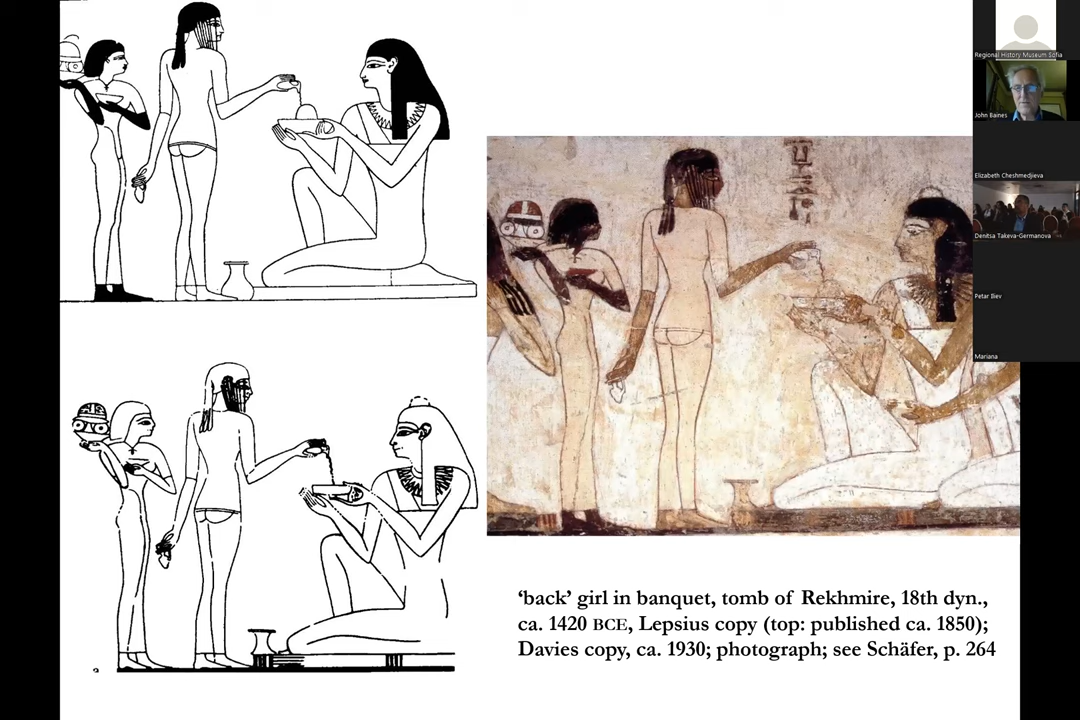 ‘back’ girl in banquet, tomb of Rekhmire, 18th dyn.,
ca. 1420 BCE, Lepsius copy (top: published ca. 1850);
Davies copy, ca. 1930; photograph; see Schäfer, p. 264
Regional History Museum Sofia
John Baines
Elizabeth Cheshmedjieva
Denitsa Takeva-Germanova
Petar Iliev
Mariana